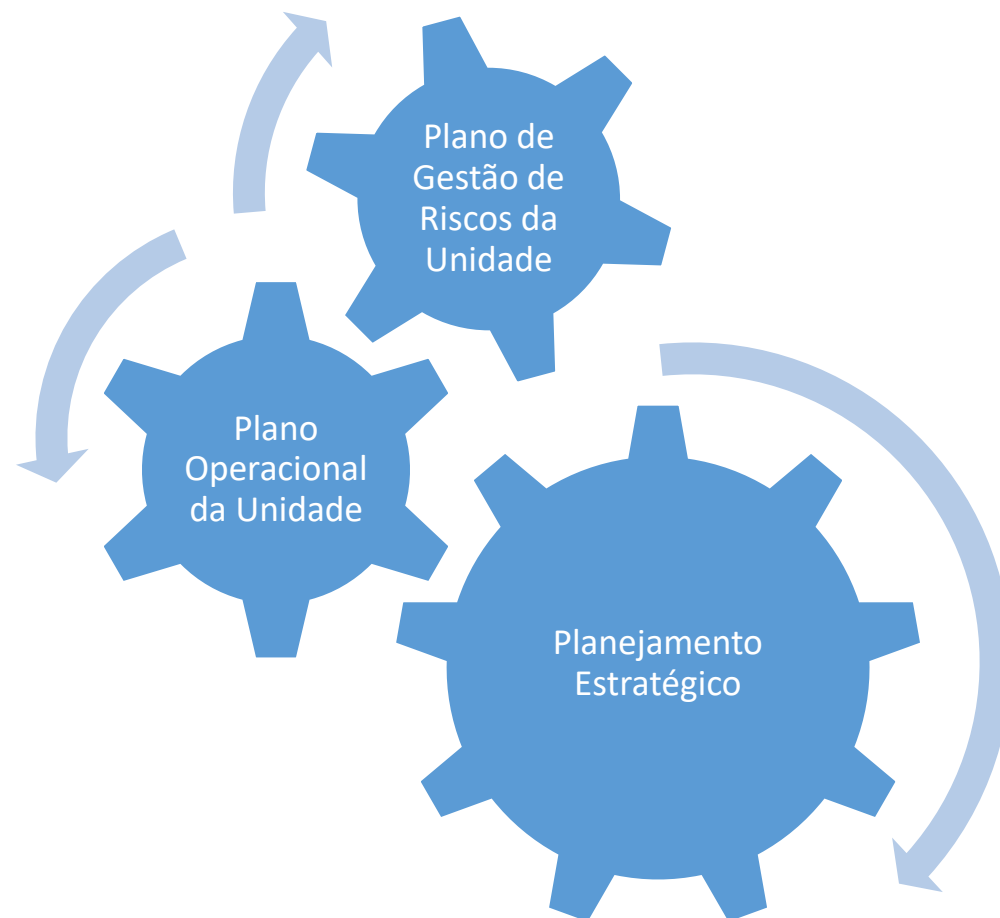 Plano de
Gestão de
Riscos da
Unidade
Plano
Operacional
da Unidade
Planejamento
Estratégico